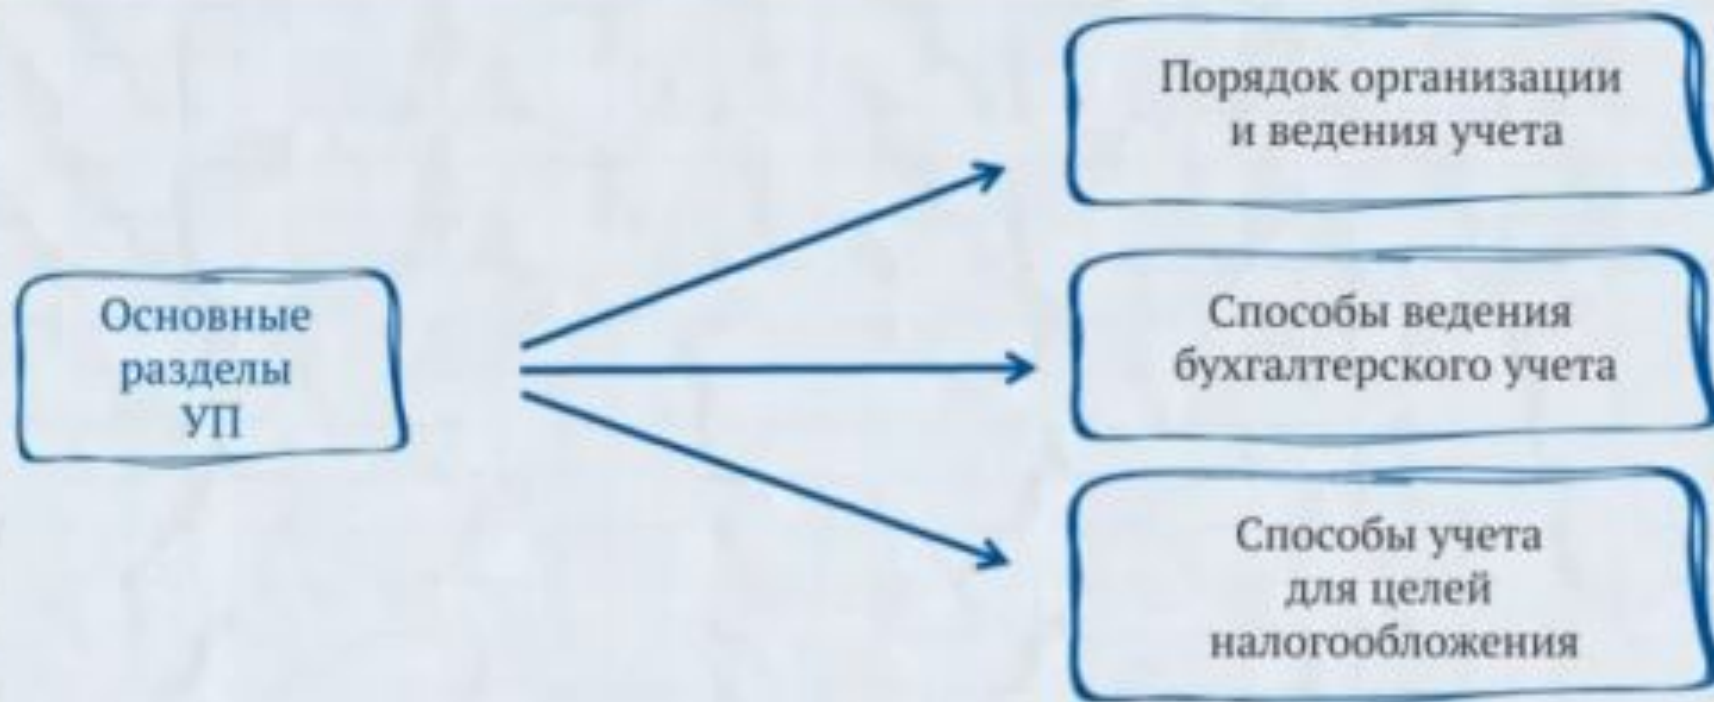 Основные
разделы
УП
Порядок организации
и ведения учета
Способы ведения
бухгалтерского учета
Способы учета
для целей
налогообложения